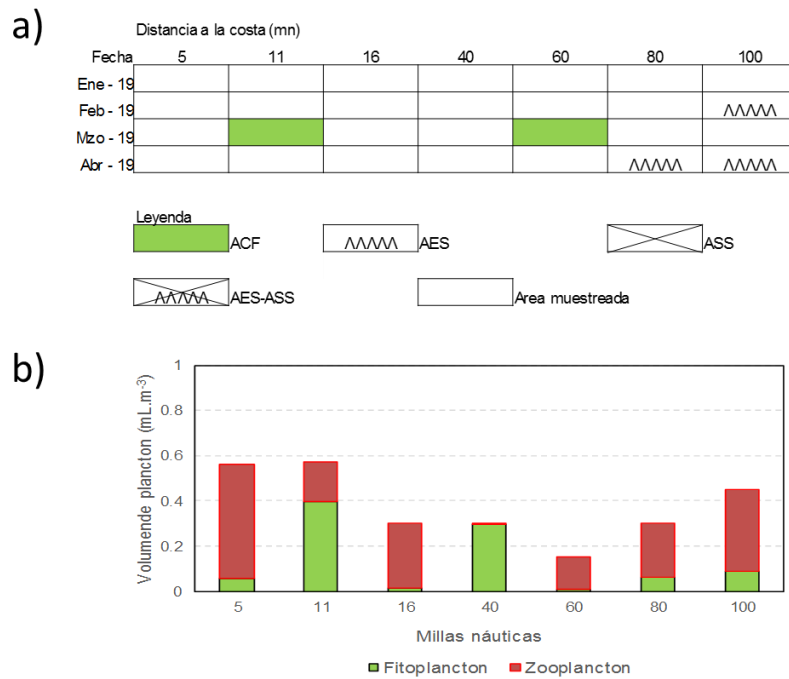 a)
Distancia a la costa (mn)
Fecha 5 11 16 40 60 80 100
Ene - 19
Feb - 19
Mzo - 19
Abr - 19
Leyenda
ACF AES ASS
AES-ASS Area muestreada
b)
Volumende plancton (mL.m-3)
1
0.8
0.6
0.4
0.2
0
5 11 16 40 60 80 100
Millas náuticas
Fitoplancton Zooplancton